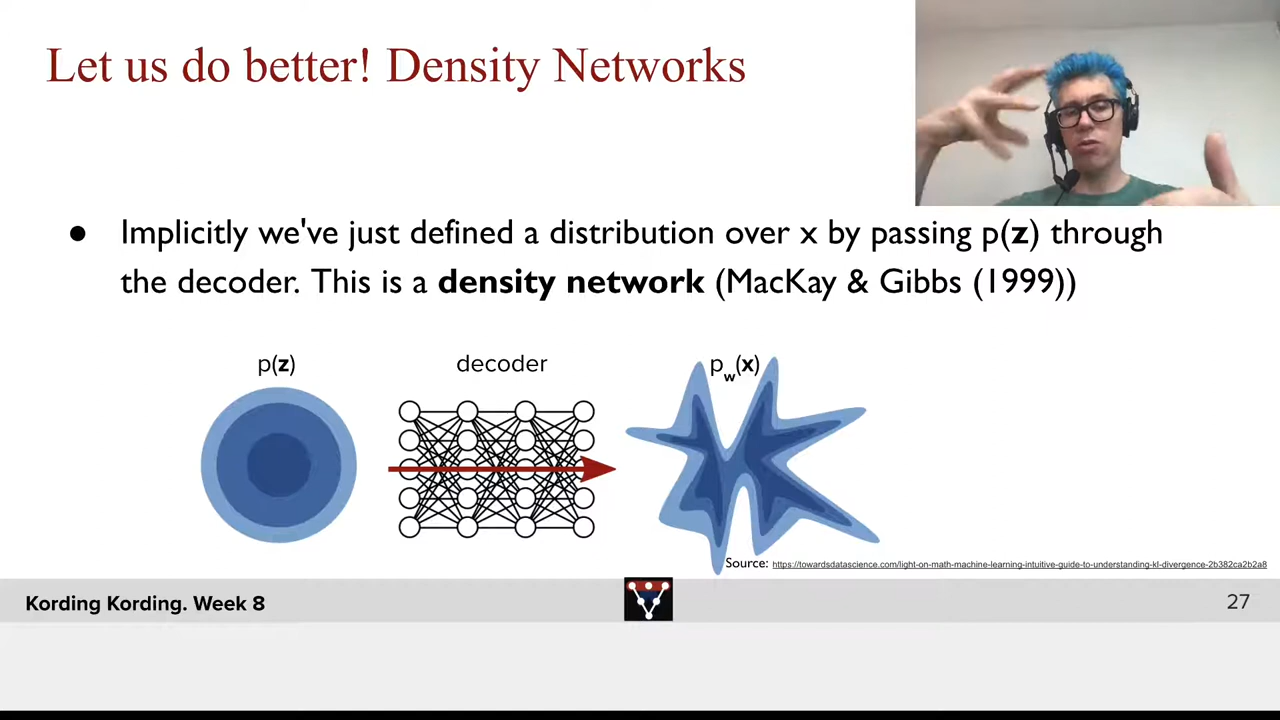 Let us do better! Density Networks
● Implicitly we've just defined a distribution over x by passing p(z) through
the decoder. This is a density network (MacKay & Gibbs (1999))
p(z)
decoder
pw(x)
Source: https://towardsdatascience.com/light-on-math-machine-learning-intuitive-guide-to-understanding-kl-divergence-2b382ca2b2a8
Kording Kording. Week 8
27